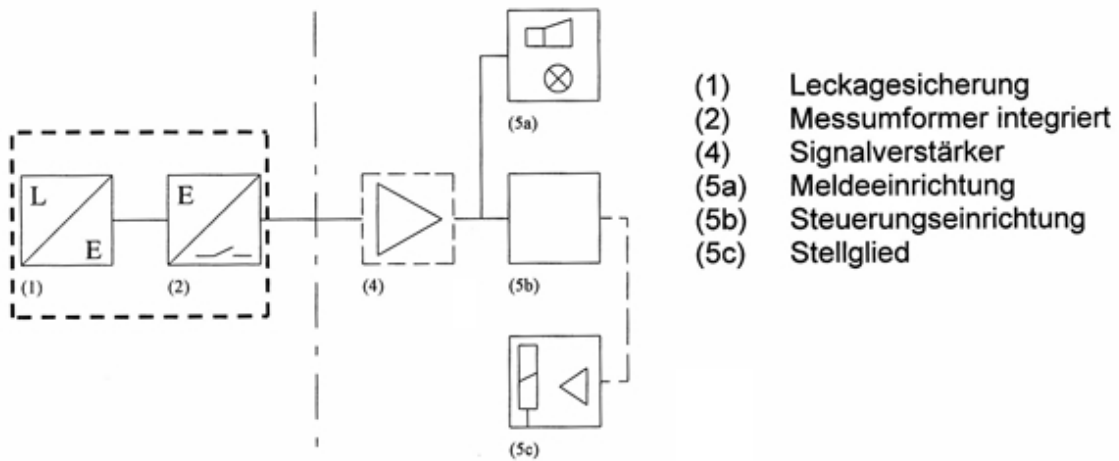 L
E
(1)
E
(2)
(4)
(5a)
(5b)
(5c)
(1) Leckagesicherung
(2) Messumformer integriert
(4) Signalverstärker
(5a) Meldeeinrichtung
(5b) Steuerungseinrichtung
(5c) Stellglied